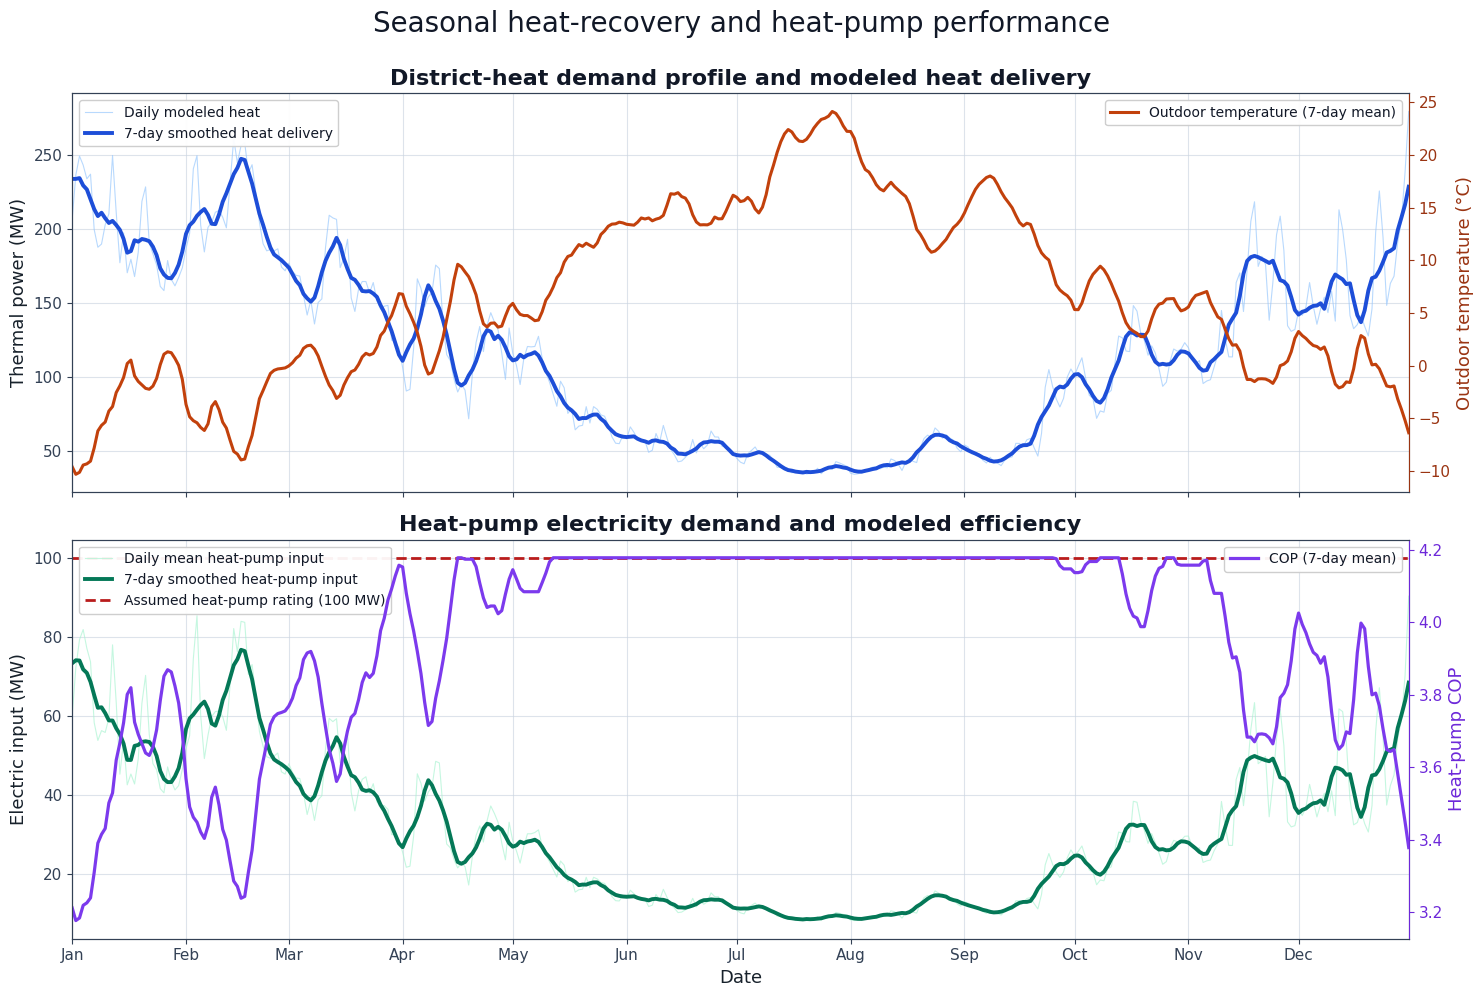 Seasonal heat-recovery and heat-pump performance
District-heat demand profile and modeled heat delivery
Daily modeled heat
7-day smoothed heat delivery
Outdoor temperature (7-day mean)
Thermal power (MW)
250
200
150
100
50
25
20
15
10
5
0
−5
−10
Outdoor temperature (°C)
Heat-pump electricity demand and modeled efficiency
Daily mean heat-pump input
7-day smoothed heat-pump input
Assumed heat-pump rating (100 MW)
COP (7-day mean)
Electric input (MW)
100
80
60
40
20
4.2
4.0
3.8
3.6
3.4
3.2
Heat-pump COP
Jan Feb Mar Apr May Jun Jul Aug Sep Oct Nov Dec
Date